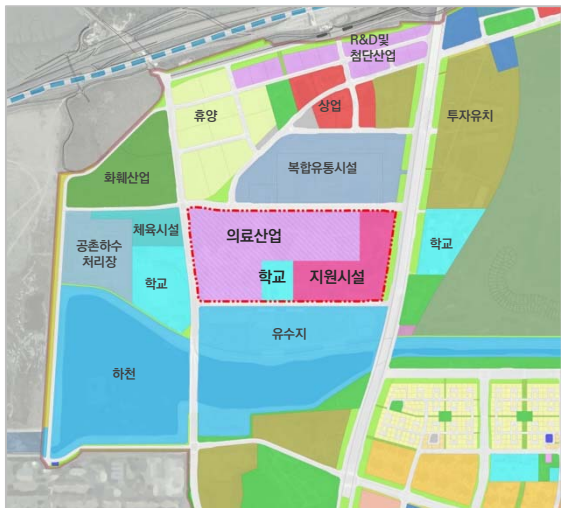 R&D및
첨단산업
휴양
상업
투자유치
복합유통시설
화훼산업
체육시설
공촌하수
처리장
학교
의료산업
학교
지원시설
학교
유수지
하천